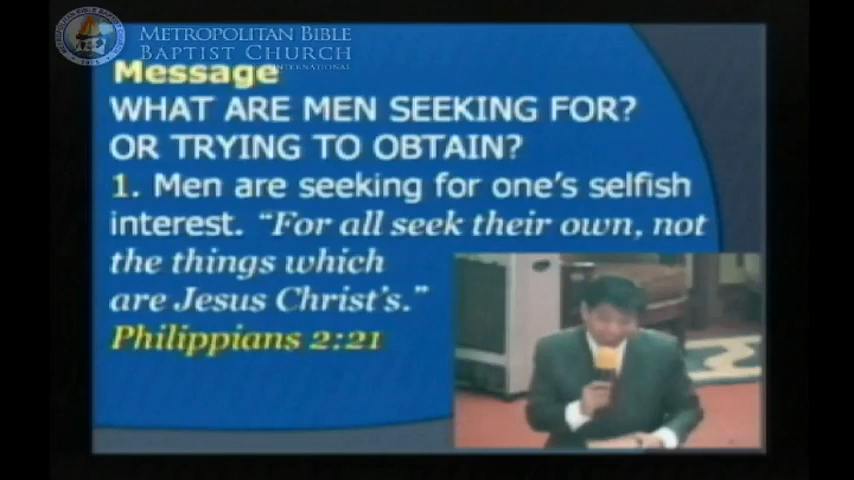 METROPOLITAN BIBLE
BAPTIST CHURCH
INTERNATIONAL
Message
WHAT ARE MEN SEEKING FOR?
OR TRYING TO OBTAIN?
1. Men are seeking for one's selfish
interest. “For all seek their own, not
the things which
are Jesus Christ's.”
Philippians 2:21